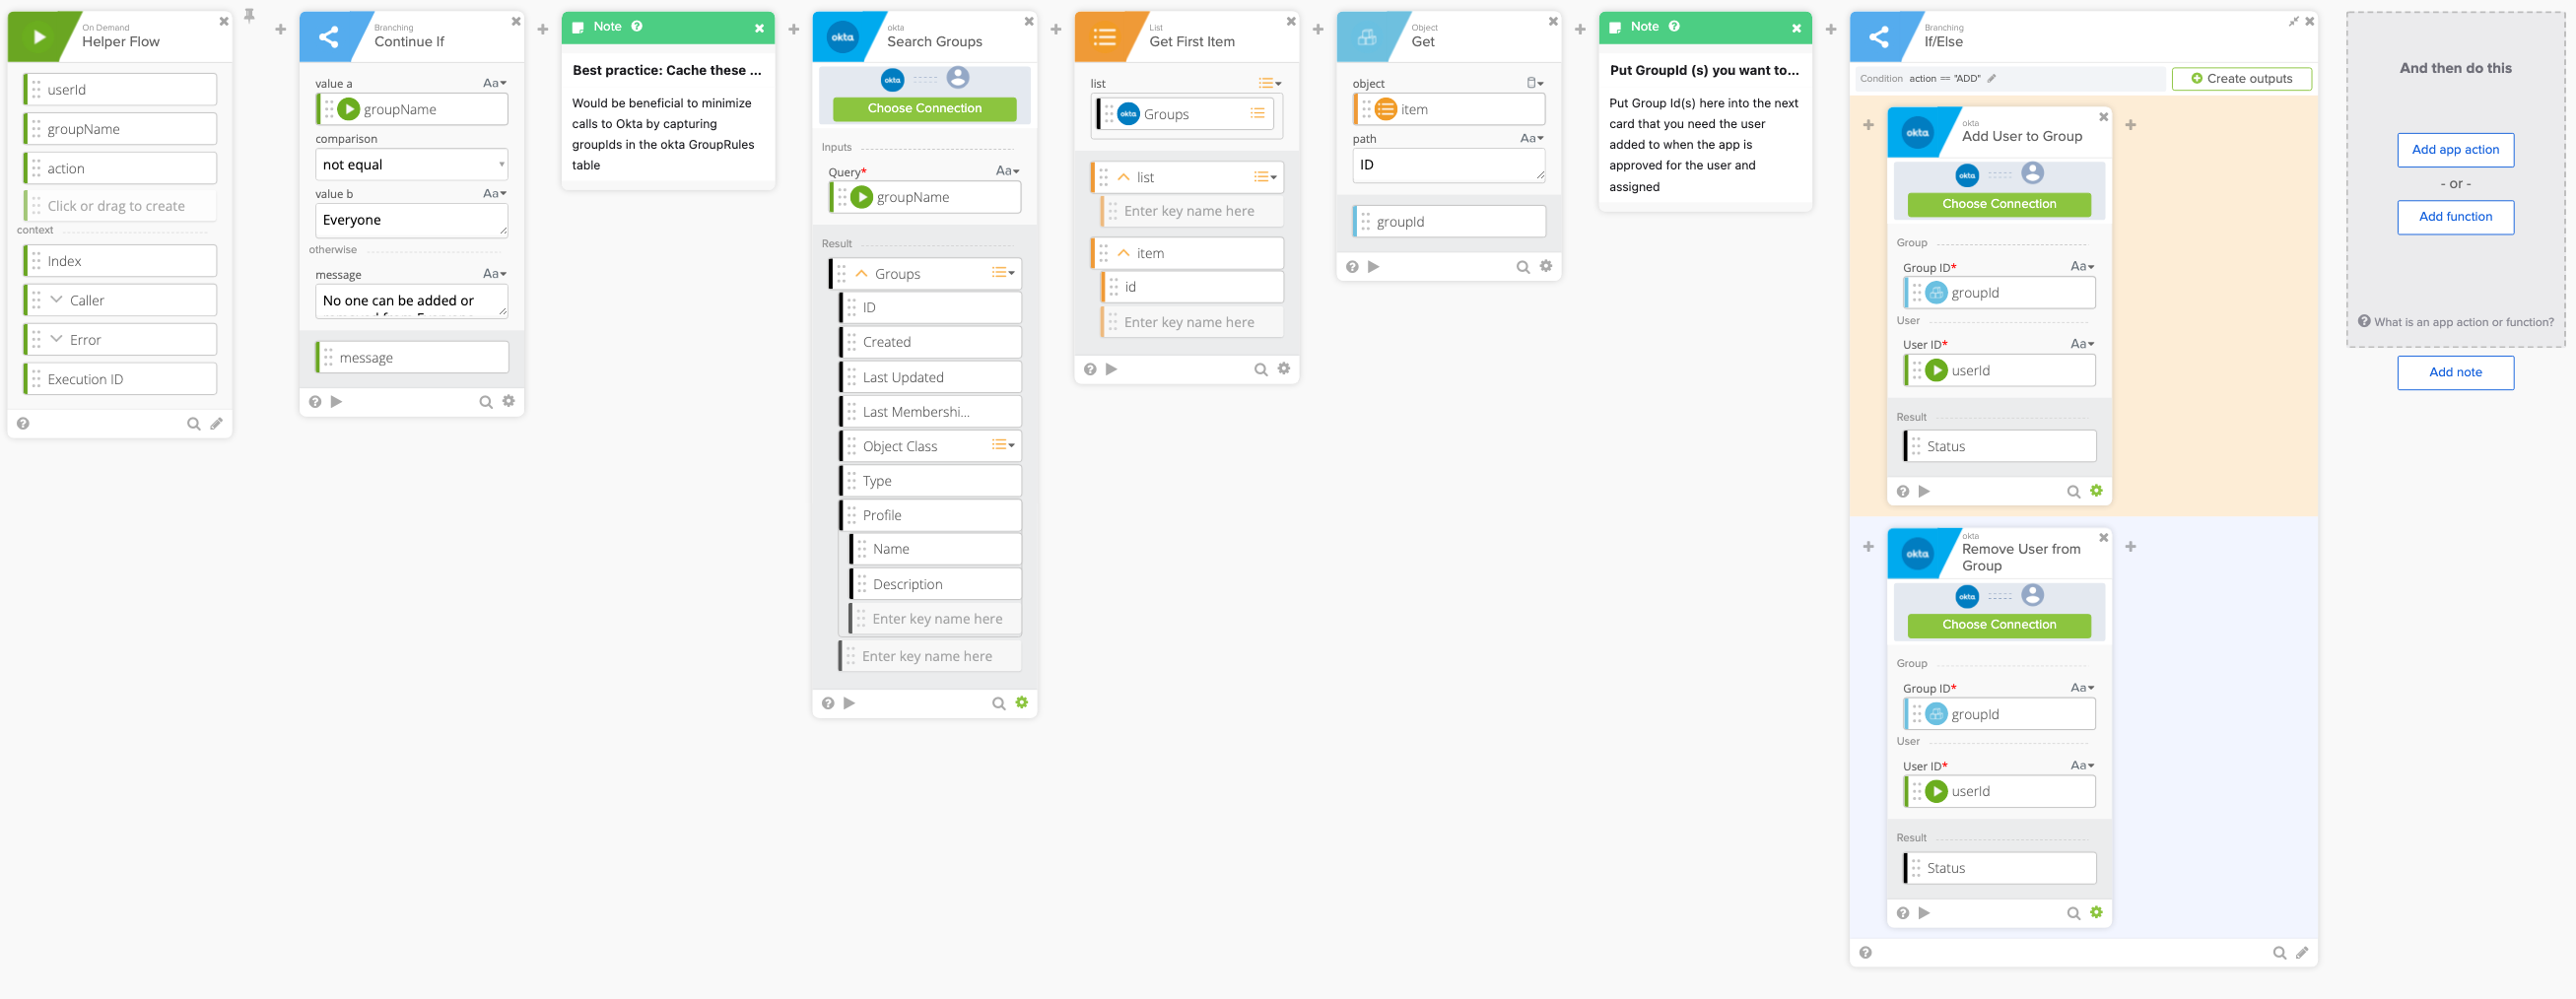 On Demand
Helper Flow
userId
groupName
action
Click or drag to create
context
Index
Caller
Error
Execution ID
Branching
Continue If
value a
Aa
groupName
comparison
not equal
value b
Aa
Everyone
otherwise
message
Aa
No one can be added or
message
Note
Best practice: Cache these ...
Would be beneficial to minimize
calls to Okta by capturing
groupIds in the okta GroupRules
table
okta
okta
Search Groups
okta
Choose Connection
Inputs
Query*
Aa
groupName
Result
Groups
ID
Created
Last Updated
Last Membershi...
Object Class
Type
Profile
Name
Description
Enter key name here
Enter key name here
List
Get First Item
list
okta
Groups
list
Enter key name here
item
id
Enter key name here
Object
Get
object
item
path
Aa
ID
groupId
Note
Put GroupId (s) you want to...
Put Group Id(s) here into the next
card that you need the user
added to when the app is
approved for the user and
assigned
Branching
If/Else
Condition action == "ADD"
Create outputs
okta
okta
Add User to Group
okta
Choose Connection
Group
Group ID*
Aa
groupId
User
User ID*
Aa
userId
Result
Status
okta
okta
Remove User from
Group
okta
Choose Connection
Group
Group ID*
Aa
groupId
User
User ID*
Aa
userId
Result
Status
And then do this
Add app action
- or -
Add function
What is an app action or function?
Add note